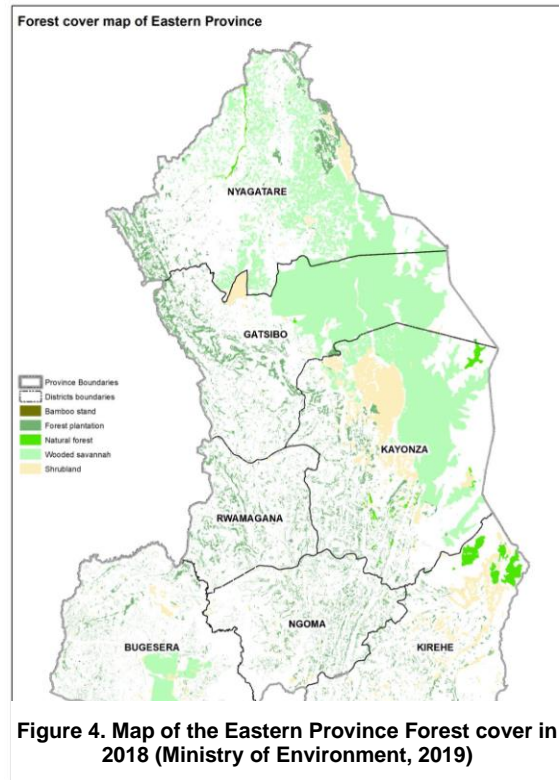 Forest cover map of Eastern Province
NYAGATARE
GATSIBO
Province Boundaries
Districts boundaries
Bamboo stand
Forest plantation
Natural forest
Wooded savannah
Shrubland
KAYONZA
RWAMAGANA
NGOMA
BUGESERA
KIREHE
Figure 4. Map of the Eastern Province Forest cover in
2018 (Ministry of Environment, 2019)